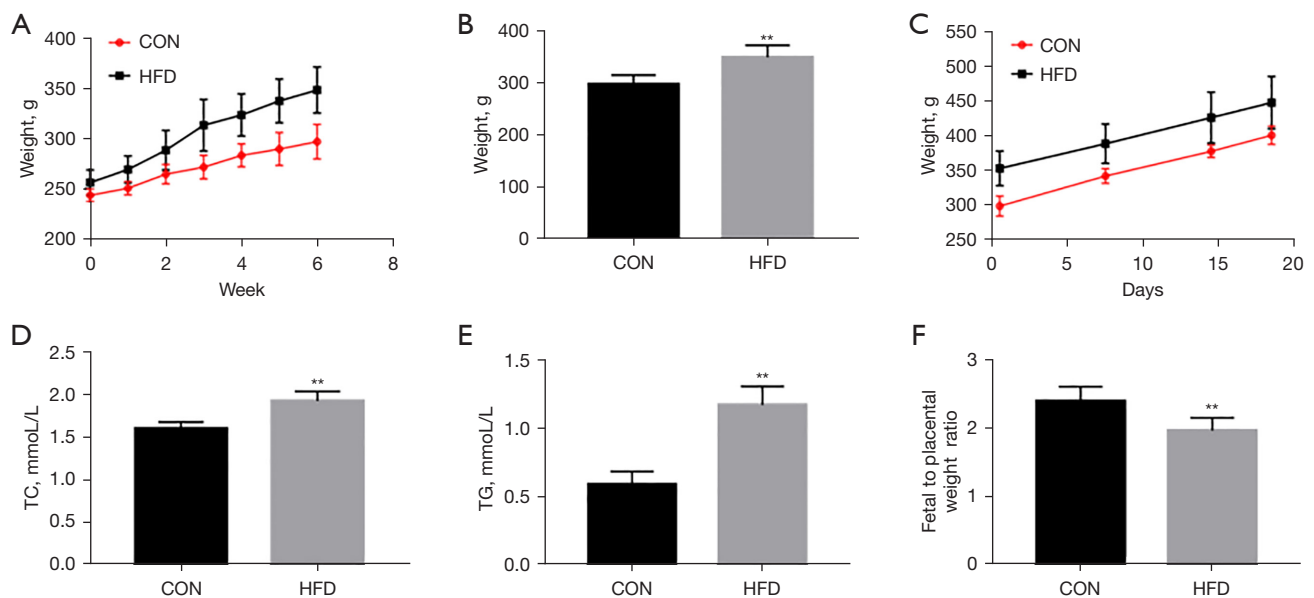 A
400
350
300
250
200
Weight, g
CON
HFD
0 2 4 6 8
Week
B
400
300
200
100
0
Weight, g
**
CON HFD
C
550
500
450
400
350
300
250
Weight, g
CON
HFD
0 5 10 15 20
Days
D
2.5
2.0
1.5
1.0
0.5
0.0
TC, mmoL/L
**
CON HFD
E
1.5
1.0
0.5
0.0
TG, mmoL/L
**
CON HFD
F
3
2
1
0
Fetal to placental
weight ratio
**
CON HFD